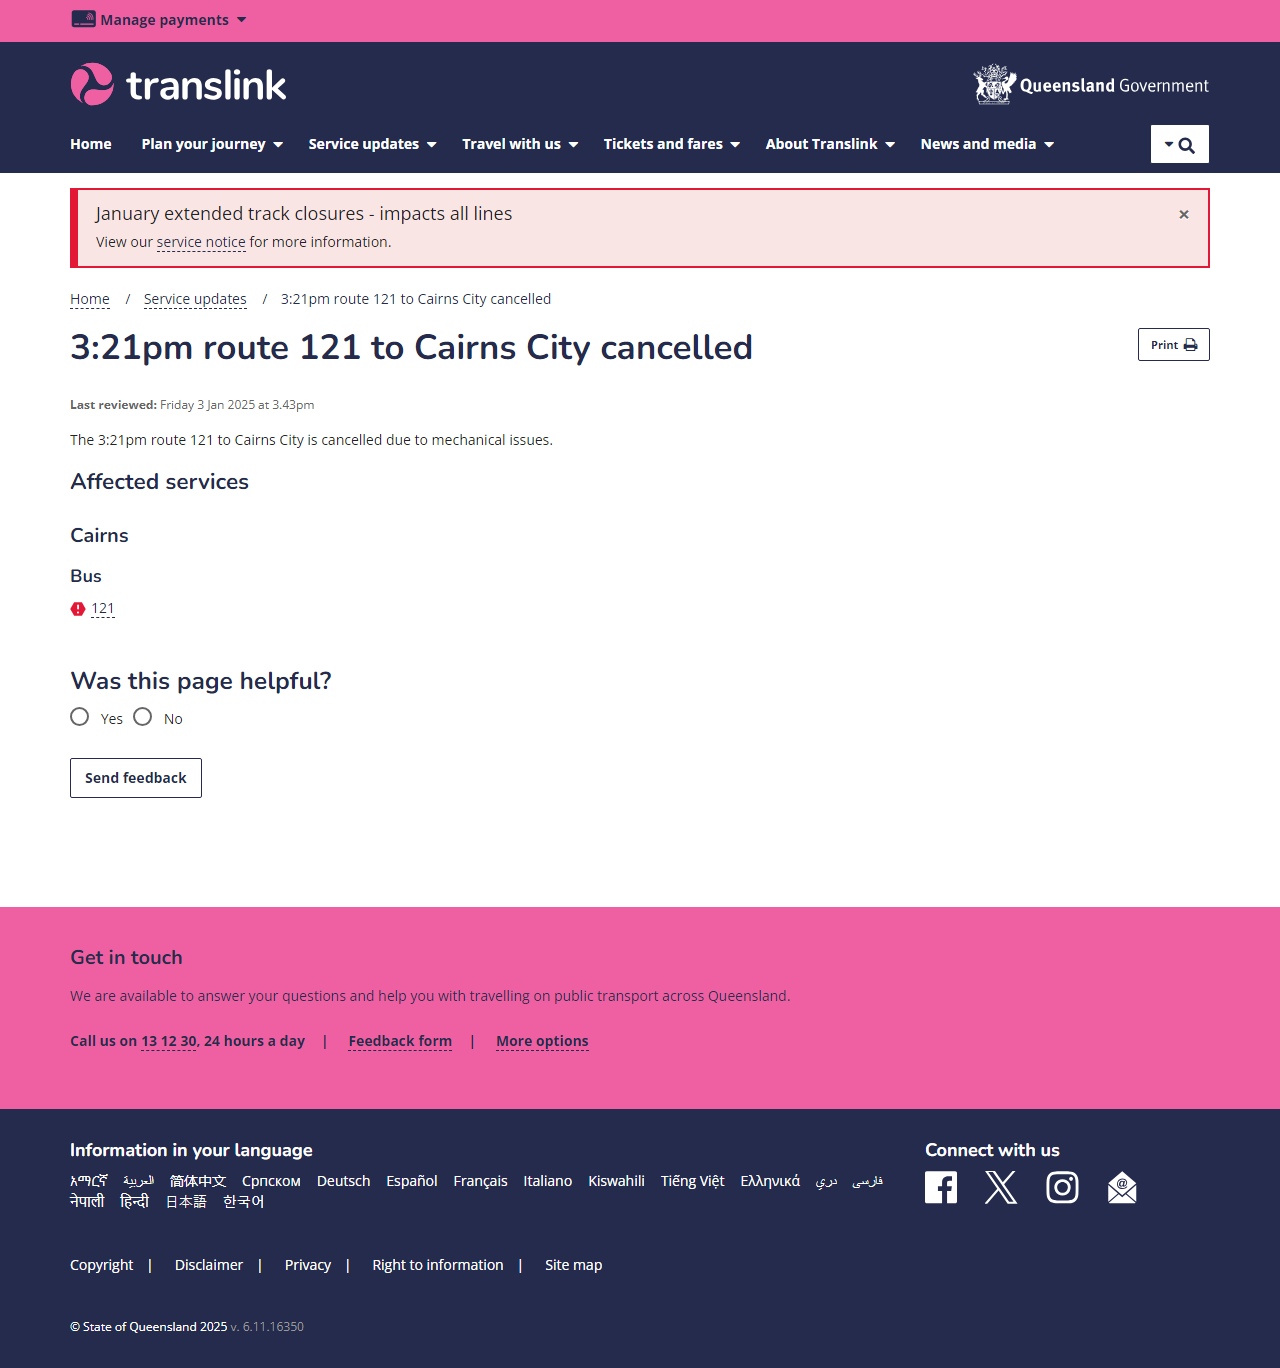 Manage payments
translink
Queensland Government
Home Plan your journey Service updates Travel with us Tickets and fares About Translink News and media
January extended track closures - impacts all lines
×
View our service notice for more information.
Home / Service updates / 3:21pm route 121 to Cairns City cancelled
3:21pm route 121 to Cairns City cancelled
Print
Last reviewed: Friday 3 Jan 2025 at 3.43pm
The 3:21pm route 121 to Cairns City is cancelled due to mechanical issues.
Affected services
Cairns
Bus
121
Was this page helpful?
Yes No
Send feedback
Get in touch
We are available to answer your questions and help you with travelling on public transport across Queensland.
Call us on 13 12 30, 24 hours a day | Feedback form | More options
Information in your language
Connect with us
አማርኛ العربية 简体中文 Српском Deutsch Español Français Italiano Kiswahili Tiếng Việt Ελληνικά دري فارسی
नेपाली हिन्दी 日本語 한국어
Copyright | Disclaimer | Privacy | Right to information | Site map
© State of Queensland 2025 v. 6.11.16350